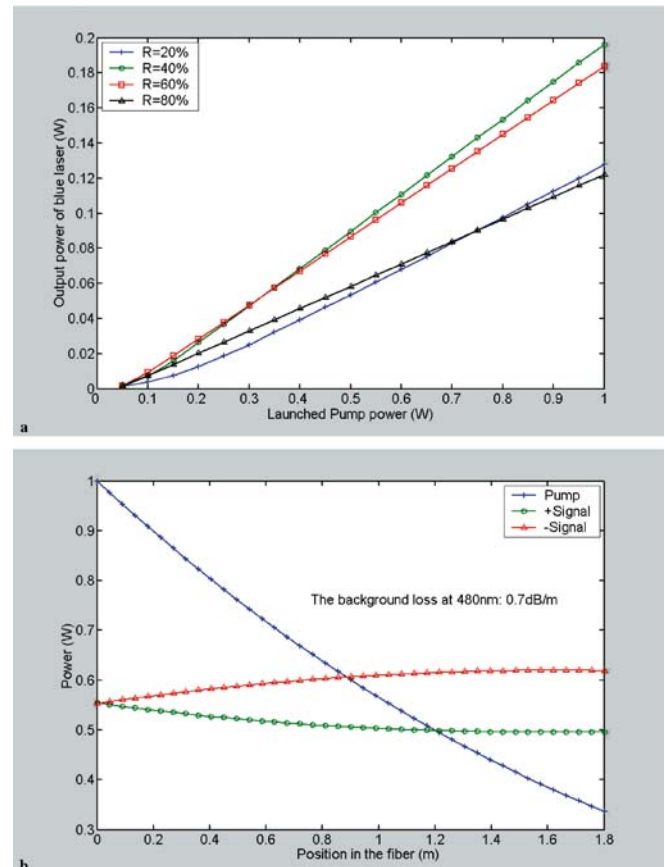 0.2
0.18
0.16
0.14
0.12
0.1
0.08
0.06
0.04
0.02
0
R=20%
R=40%
R=60%
R=80%
Output power of blue laser (W)
0 0.1 0.2 0.3 0.4 0.5 0.6 0.7 0.8 0.9 1
Launched Pump power (W)
a
1
0.9
0.8
0.7
0.6
0.5
0.4
0.3
Pump
+Signal
-Signal
The background loss at 480nm: 0.7dB/m
Power (W)
0 0.2 0.4 0.6 0.8 1 1.2 1.4 1.6 1.8
Position in the fiber (m)
b